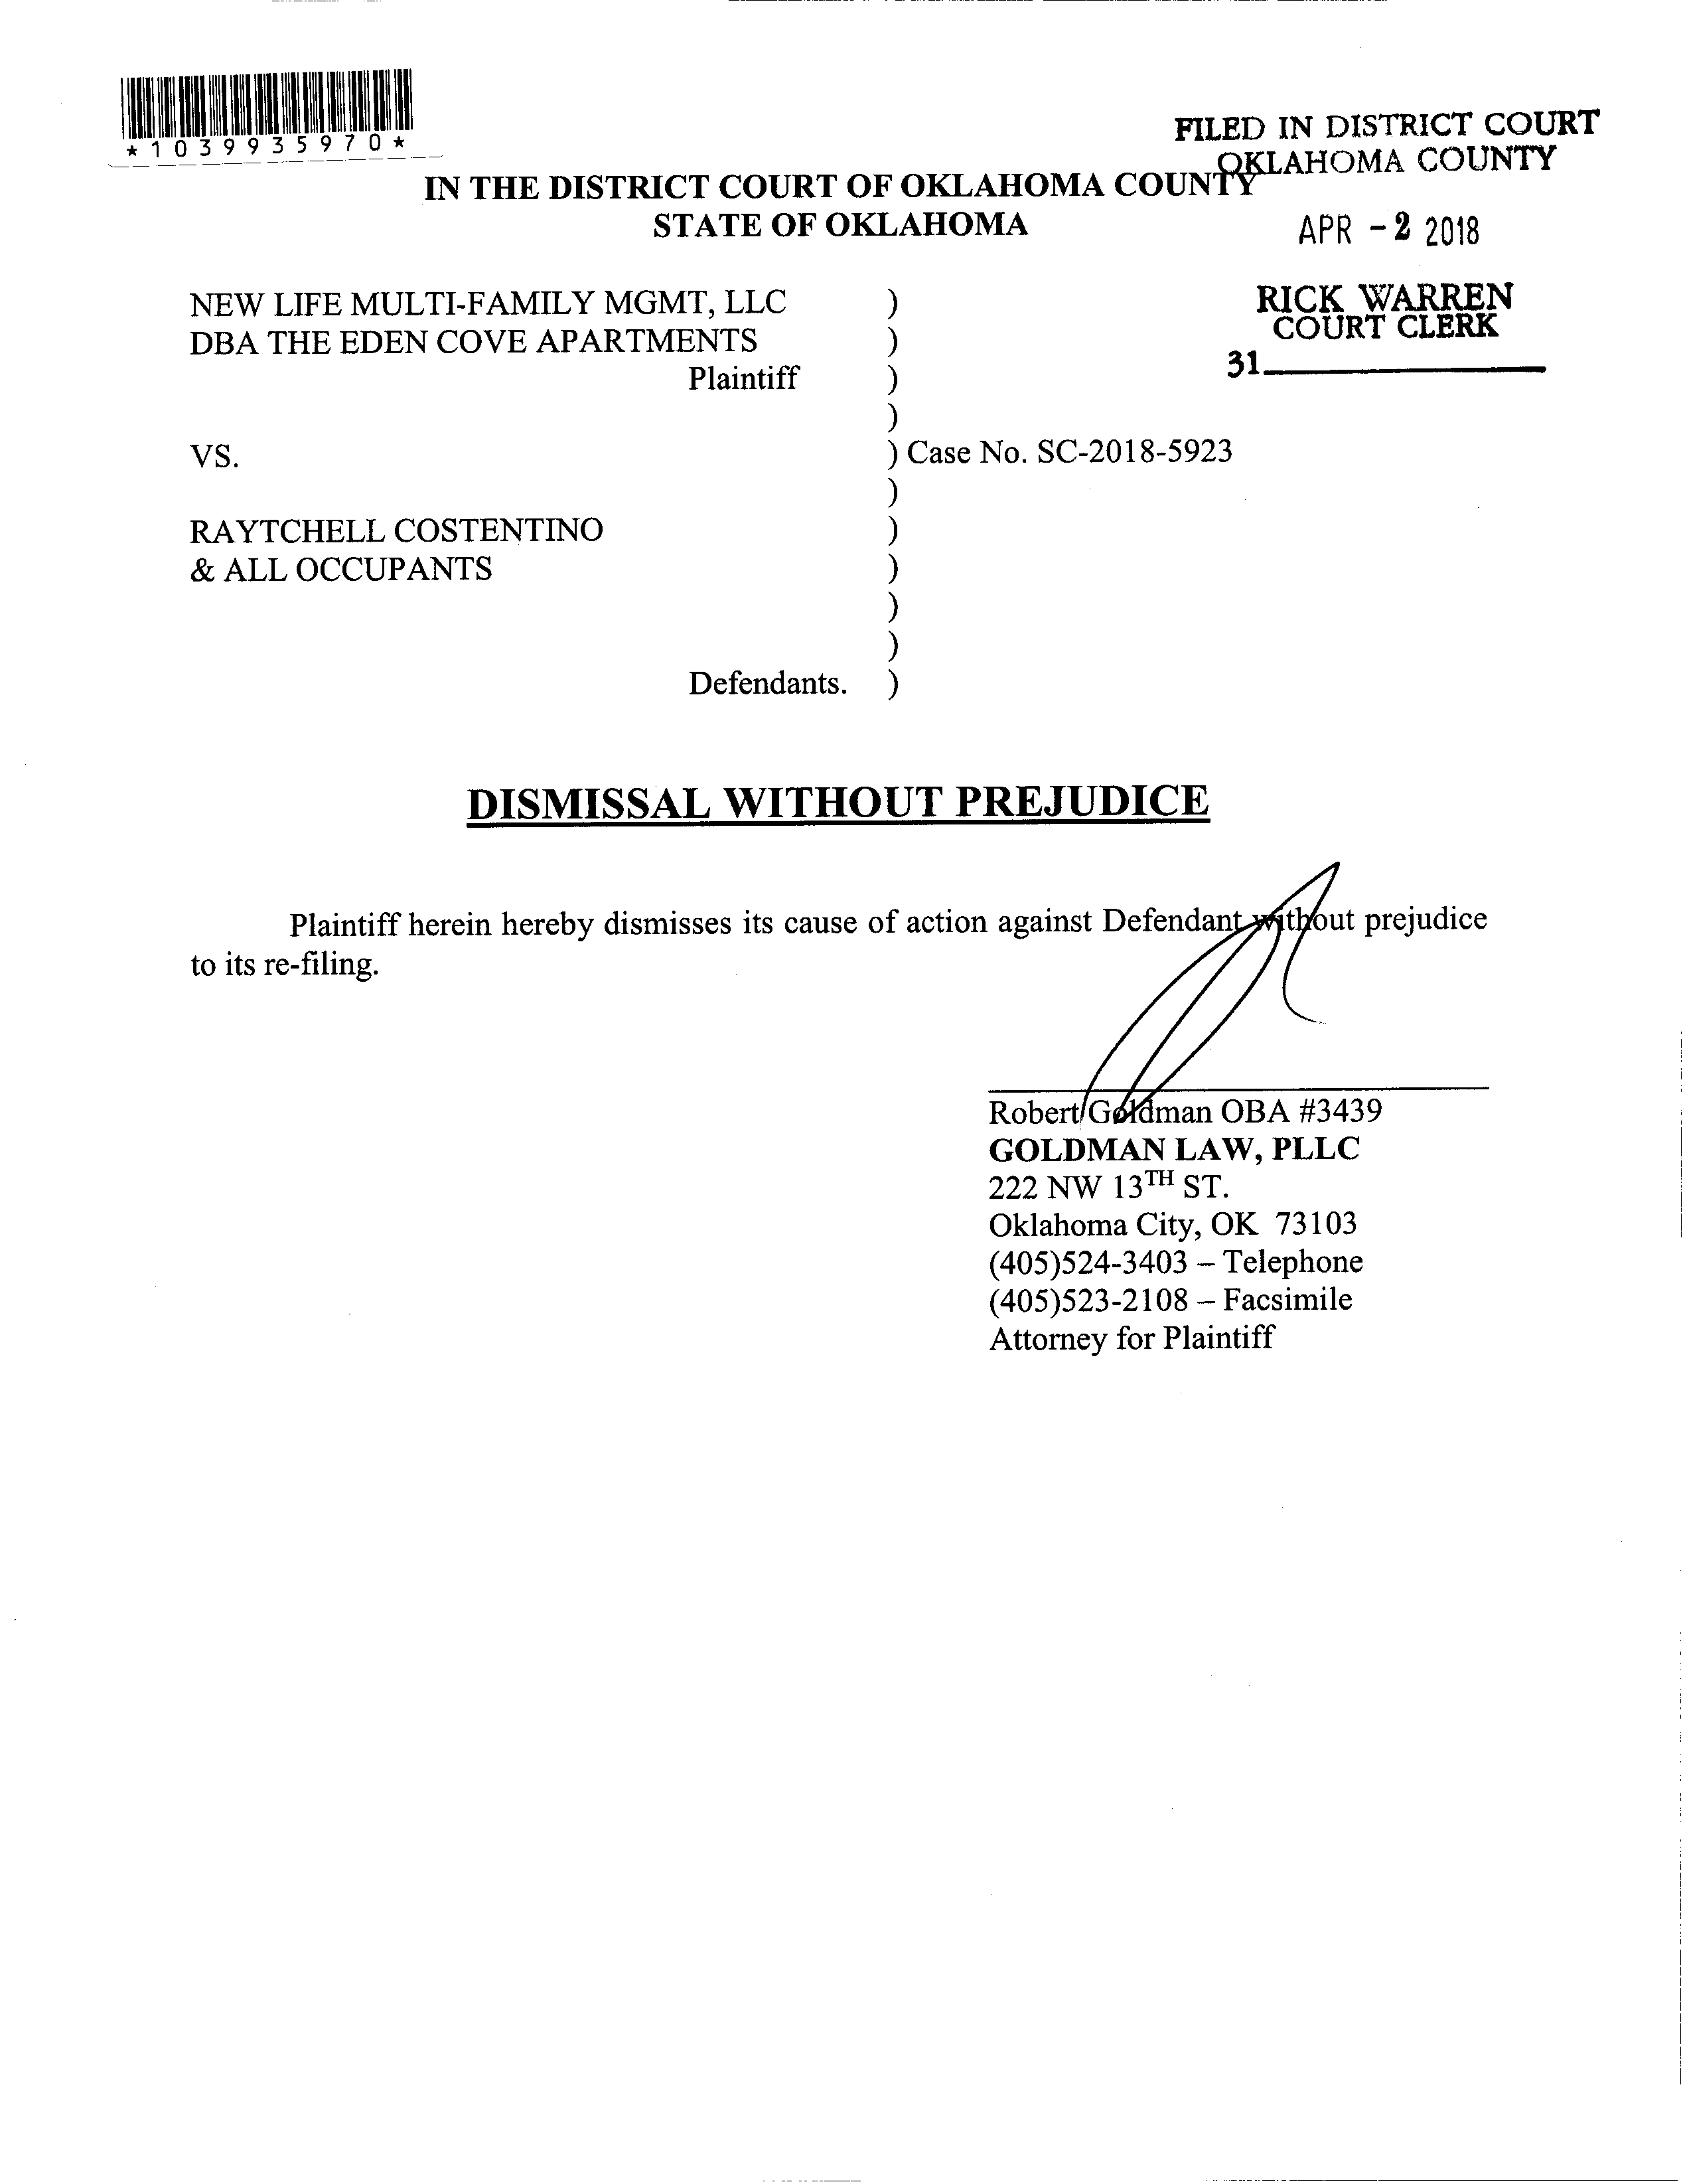 *1039935970*
FILED IN DISTRICT COURT
OKLAHOMA COUNTY
IN THE DISTRICT COURT OF OKLAHOMA COUNTY
STATE OF OKLAHOMA
APR -2 2018
RICK WARREN
COURT CLERK
31
NEW LIFE MULTI-FAMILY MGMT, LLC )
DBA THE EDEN COVE APARTMENTS )
Plaintiff )
)
VS. ) Case No. SC-2018-5923
)
RAYTCHELL COSTENTINO )
& ALL OCCUPANTS )
)
)
Defendants. )
DISMISSAL WITHOUT PREJUDICE
Plaintiff herein hereby dismisses its cause of action against Defendant without prejudice
to its re-filing.
Robert Goldman OBA #3439
GOLDMAN LAW, PLLC
222 NW 13TH ST.
Oklahoma City, OK 73103
(405)524-3403 – Telephone
(405)523-2108 – Facsimile
Attorney for Plaintiff